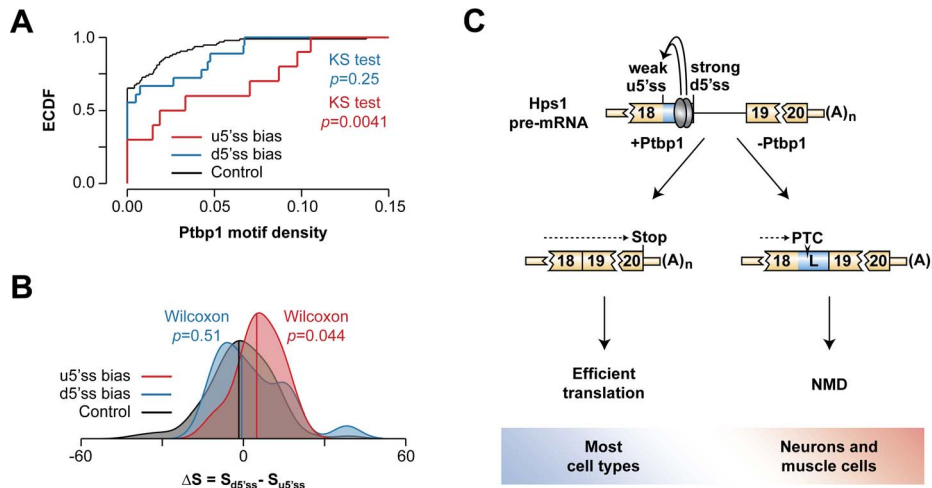 A
1.0
0.5
0.0
ECDF
KS test
p=0.25
KS test
p=0.0041
u5'ss bias
d5'ss bias
Control
0.00
0.05
0.10
0.15
Ptbp1 motif density
B
Wilcoxon
p=0.51
Wilcoxon
p=0.044
u5'ss bias
d5'ss bias
Control
-60
0
60
ΔS = Sd5'ss- Su5'ss
C
weak
u5'ss
strong
d5'ss
Hps1
pre-mRNA
18
19
20
(A)n
+Ptbp1
-Ptbp1
Stop
18
19
20
(A)n
PTC
18
L
19
20
(A)
Efficient
translation
NMD
Most
cell types
Neurons and
muscle cells